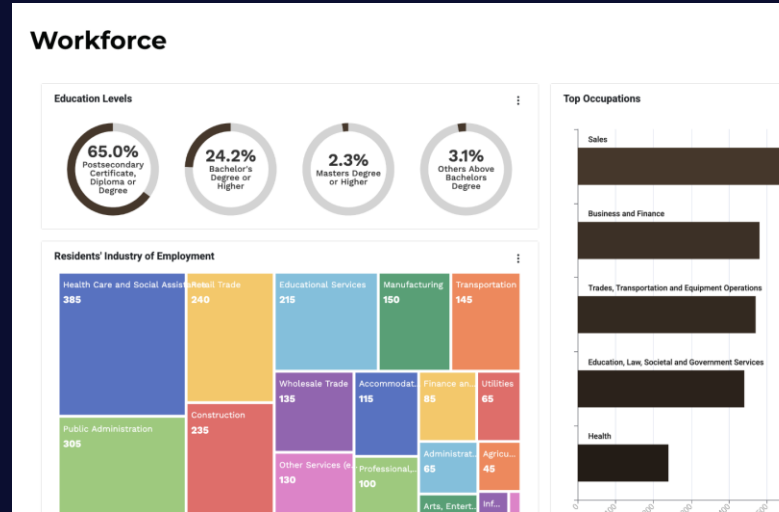 Workforce
Education Levels
65.0%
Postsecondary
Certificate,
Diploma or
Degree
24.2%
Bachelor's
Degree or
Higher
2.3%
Masters Degree
or Higher
3.1%
Others Above
Bachelors
Degree
Residents' Industry of Employment
Health Care and Social
385
Retail Trade
240
Educational Services
215
Manufacturing
150
Transportation
145
Public Administration
305
Construction
235
Wholesale Trade
135
Accommodat...
115
Finance an...
85
Utilities
65
Other Services (e.
130
Professional,...
100
Administrat...
65
Agricu...
45
Arts, Entert...
Inf...
Top Occupations
Sales
Business and Finance
Trades, Transportation and Equipment Operations
Education, Law, Societal and Government Services
Health